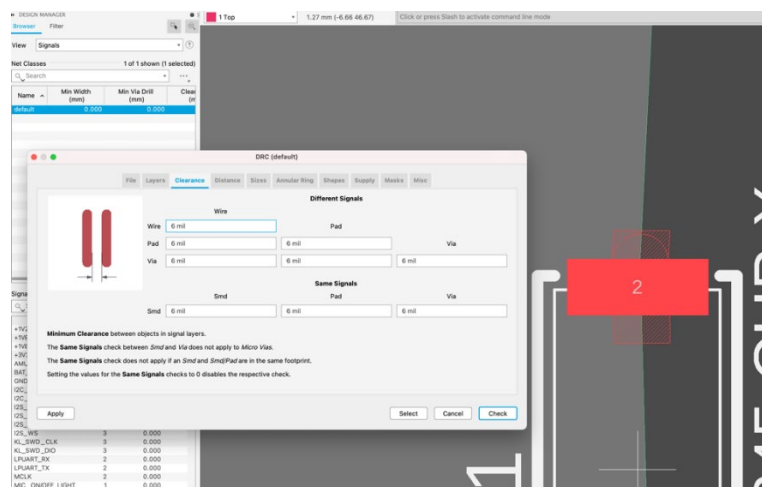 DESIGN MANAGER
Browser Filter
1 Top 1.27 mm (-6.66 46.67) Click or press Slash to activate command line mode
View Signals
Net Classes 1 of 1 shown (1 selected)
Search
Name Min Width (mm) Min Via Drill (mm)
default 0.000 0.000
DRC (default)
File Layers Clearance Distance Sizes Annular Ring Shapes Supply Masks Misc
Different Signals
Wire
Wire 6 mil Pad
Pad 6 mil 6 mil Via
Via 6 mil 6 mil 6 mil
Same Signals
Smd Pad Via
Smd 6 mil 6 mil 6 mil
Minimum Clearance between objects in signal layers.
The Same Signals check between Smd and Via does not apply to Micro Vias.
The Same Signals check does not apply if an Smd and Smd/Pad are in the same footprint.
Setting the values for the Same Signals checks to 0 disables the respective check.
Apply Select Cancel Check
I2S_WS 3 0.000
KL_SWD_CLK 3 0.000
KL_SWD_DIO 3 0.000
LPUART_RX 2 0.000
LPUART_TX 2 0.000
MCLK 2 0.000
MIC_ON/OFF_LIGHT 1 0.000
2
1